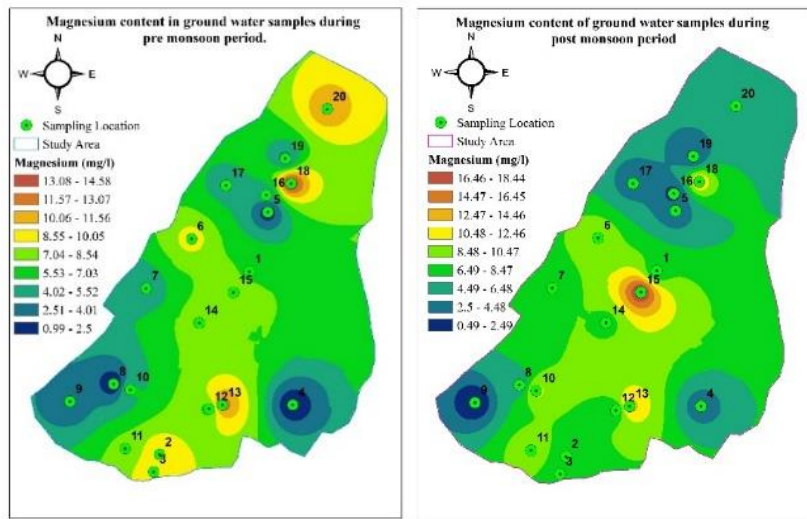 Magnesium content in ground water samples during
pre monsoon period.
N
W
E
S
Sampling Location
Study Area
Magnesium (mg/l)
13.08 - 14.58
11.57 - 13.07
10.06 - 11.56
8.55 - 10.05
7.04 - 8.54
5.53 - 7.03
4.02 - 5.52
2.51 - 4.01
0.99 - 2.5
20
19
18
17
16
5
6
1
7
15
14
8
10
9
12
13
4
11
2
3
Magnesium content of ground water samples during
post monsoon period
N
W
E
S
Sampling Location
Study Area
Magnesium (mg/l)
16.46 - 18.44
14.47 - 16.45
12.47 - 14.46
10.48 - 12.46
8.48 - 10.47
6.49 - 8.47
4.49 - 6.48
2.5 - 4.48
0.49 - 2.49
20
19
18
17
16
5
6
1
7
15
14
8
10
9
12
13
4
11
2
3